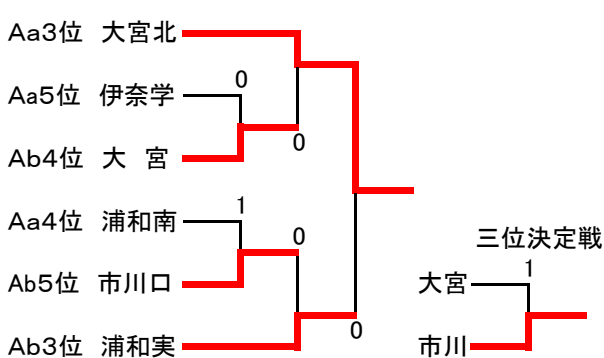 Aa3位 大宮北
0
Aa5位 伊奈学
Ab4位 大 宮
0
1
Aa4位 浦和南
0
三位決定戦
Ab5位 市川口
大宮
1
0
Ab3位 浦和実
市川